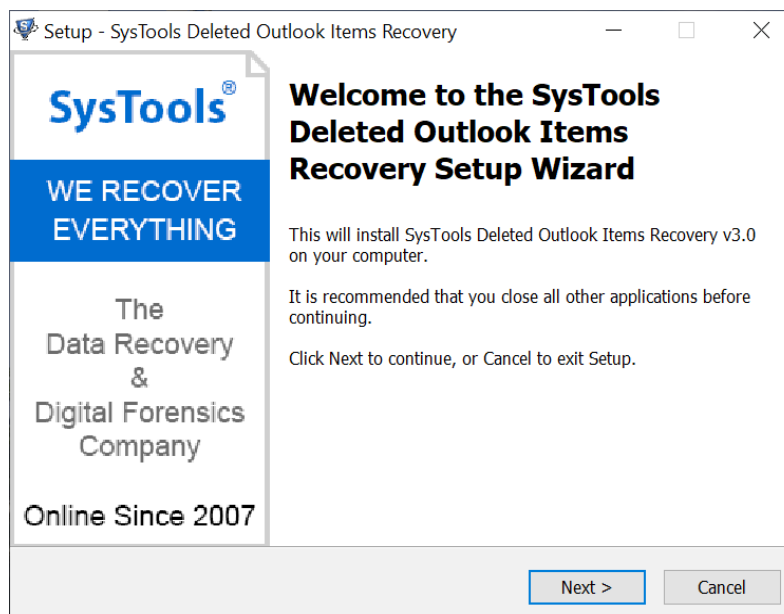 Setup - SysTools Deleted Outlook Items Recovery
SysTools®
WE RECOVER
EVERYTHING
The
Data Recovery
&
Digital Forensics
Company
Online Since 2007
Welcome to the SysTools
Deleted Outlook Items
Recovery Setup Wizard
This will install SysTools Deleted Outlook Items Recovery v3.0
on your computer.
It is recommended that you close all other applications before
continuing.
Click Next to continue, or Cancel to exit Setup.
Next >
Cancel